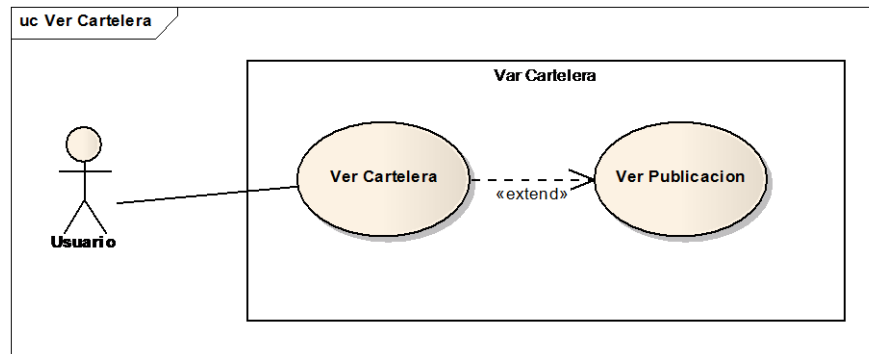 uc Ver Cartelera
Var Cartelera
Ver Cartelera
Ver Publicacion
«extend»
Usuario